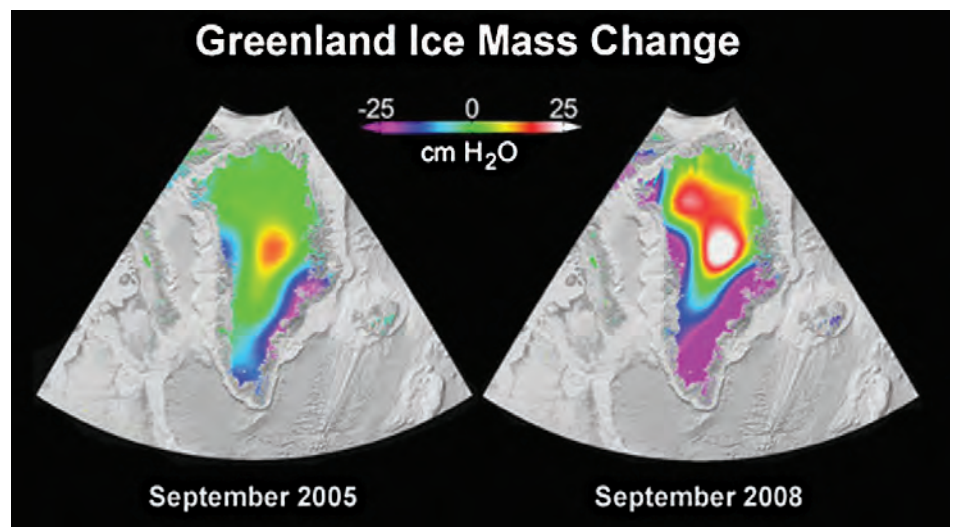 Greenland Ice Mass Change
-25 0 25
cm H₂O
September 2005
September 2008